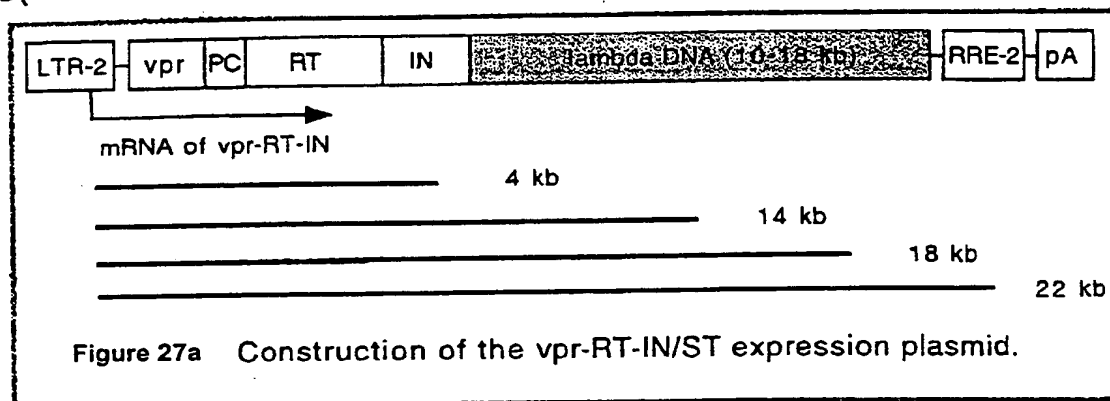 LTR-2 vpr PC RT IN lambda DNA (10-18 kb) RRE-2 pA
mRNA of vpr-RT-IN
4 kb
14 kb
18 kb
22 kb
Figure 27a Construction of the vpr-RT-IN/ST expression plasmid.